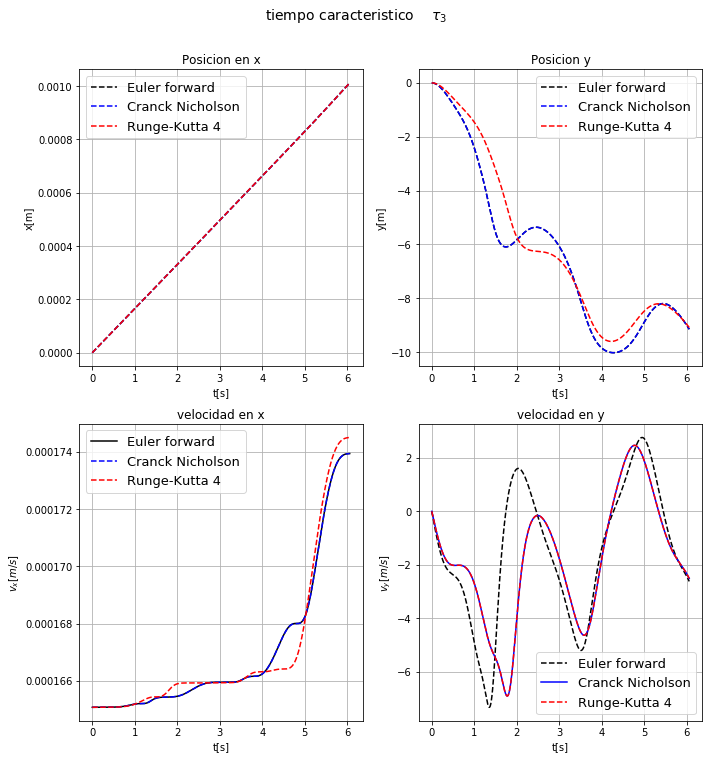 tiempo caracteristico τ₃
Posicion en x
Euler forward
Cranck Nicholson
Runge-Kutta 4
x[m]
0.0010
0.0008
0.0006
0.0004
0.0002
0.0000
0 1 2 3 4 5 6
t[s]
Posicion y
Euler forward
Cranck Nicholson
Runge-Kutta 4
y[m]
0
−2
−4
−6
−8
−10
0 1 2 3 4 5 6
t[s]
velocidad en x
Euler forward
Cranck Nicholson
Runge-Kutta 4
vₓ[m/s]
0.000174
0.000172
0.000170
0.000168
0.000166
0 1 2 3 4 5 6
t[s]
velocidad en y
v_y[m/s]
2
0
−2
−4
−6
Euler forward
Cranck Nicholson
Runge-Kutta 4
0 1 2 3 4 5 6
t[s]